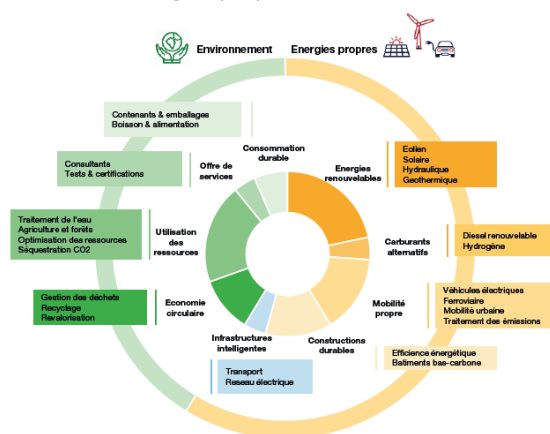 Environnement
Energies propres
Contenants & emballages
Boisson & alimentation
Consommation
durable
Consultants
Tests & certifications
Offre de
services
Energies
renouvelables
Eolien
Solaire
Hydraulique
Geothermique
Traitement de l'eau
Agriculture et forêts
Optimisation des ressources
Séquestration CO2
Utilisation
des
ressources
Carburants
alternatifs
Diesel renouvelable
Hydrogène
Gestion des déchets
Recyclage
Revalorisation
Economie
circulaire
Mobilité
propre
Véhicules électriques
Ferroviaire
Mobilité urbaine
Traitement des émissions
Infrastructures
intelligentes
Constructions
durables
Transport
Reseau électrique
Efficience énergétique
Batiments bas-carbone